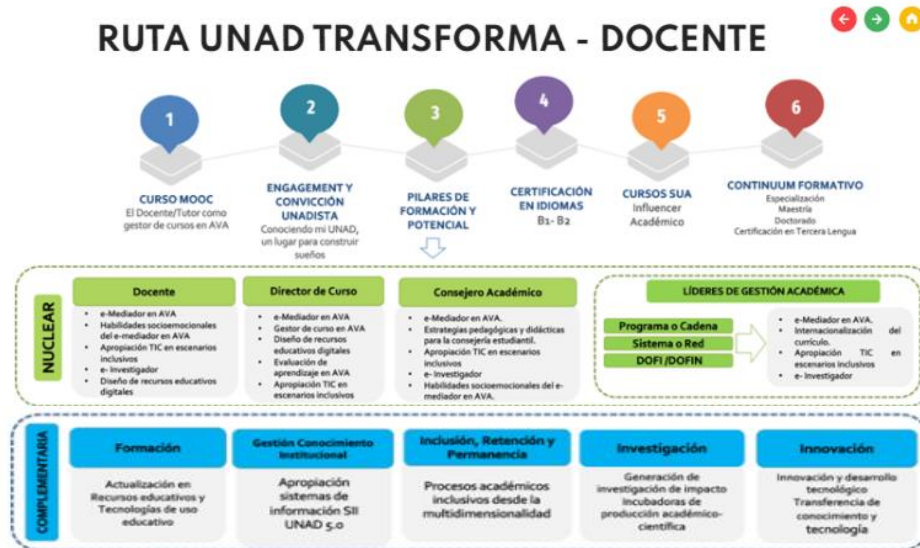 RUTA UNAD TRANSFORMA - DOCENTE
1
2
3
4
5
6
CURSO MOOC
El Docente/Tutor como
gestor de cursos en AVA
ENGAGEMENT Y
CONVICCIÓN
UNADISTA
Conociendo mi UNAD,
un lugar para construir
sueños
PILARES DE
FORMACIÓN Y
POTENCIAL
CERTIFICACIÓN
EN IDIOMAS
B1- B2
CURSOS SUA
Influencer
Académico
CONTINUUM FORMATIVO
Especialización
Maestría
Doctorado
Certificación en Tercera Lengua
NUCLEAR
Docente
• e-Mediador en AVA
• Habilidades socioemocionales
del e-mediador en AVA
• Apropiación TIC en escenarios
inclusivos
• e- Investigador
• Diseño de recursos educativos
digitales
Director de Curso
• e-Mediador en AVA
• Gestor de curso en AVA
• Diseño de recursos
educativos digitales
• Evaluación de
aprendizaje en AVA
• Apropiación TIC en
escenarios inclusivos
Consejero Académico
• e-Mediador en AVA.
• Estrategias pedagógicas y didácticas
para la consejería estudiantil.
• Apropiación TIC en escenarios
inclusivos
• e-Investigador
• Habilidades socioemocionales del e-
mediador en AVA.
LÍDERES DE GESTIÓN ACADÉMICA
Programa o Cadena
Sistema o Red
DOFI /DOFIN
• e-Mediador en AVA.
• Internacionalización del
currículo.
• Apropiación TIC en
escenarios inclusivos
• e- Investigador
COMPLEMENTARIA
Formación
Actualización en
Recursos educativos y
Tecnologías de uso
educativo
Gestión Conocimiento
Institucional
Apropiación
sistemas de
información SII
UNAD 5.0
Inclusión, Retención y
Permanencia
Procesos académicos
inclusivos desde la
multidimensionalidad
Investigación
Generación de
investigación de impacto
Incubadoras de
producción académico-
científica
Innovación
Innovación y desarrollo
tecnológico
Transferencia de
conocimiento y
tecnología